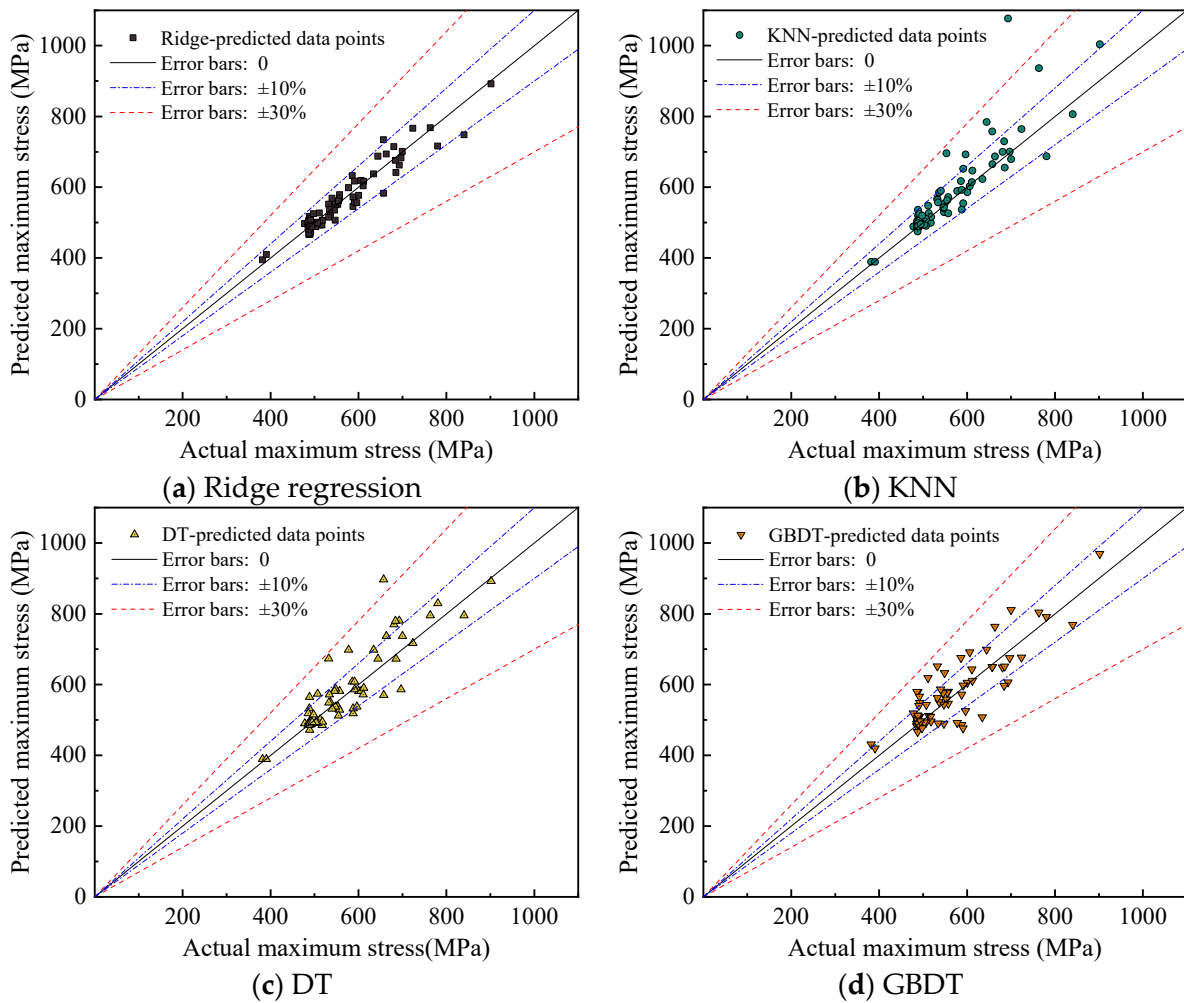 Predicted maximum stress (MPa)
1000
800
600
400
200
0
Ridge-predicted data points
Error bars: 0
Error bars: ±10%
Error bars: ±30%
200 400 600 800 1000
Actual maximum stress (MPa)
(a) Ridge regression
Predicted maximum stress (MPa)
1000
800
600
400
200
0
KNN-predicted data points
Error bars: 0
Error bars: ±10%
Error bars: ±30%
200 400 600 800 1000
Actual maximum stress (MPa)
(b) KNN
Predicted maximum stress (MPa)
1000
800
600
400
200
0
DT-predicted data points
Error bars: 0
Error bars: ±10%
Error bars: ±30%
200 400 600 800 1000
Actual maximum stress(MPa)
(c) DT
Predicted maximum stress (MPa)
1000
800
600
400
200
0
GBDT-predicted data points
Error bars: 0
Error bars: ±10%
Error bars: ±30%
200 400 600 800 1000
Actual maximum stress (MPa)
(d) GBDT